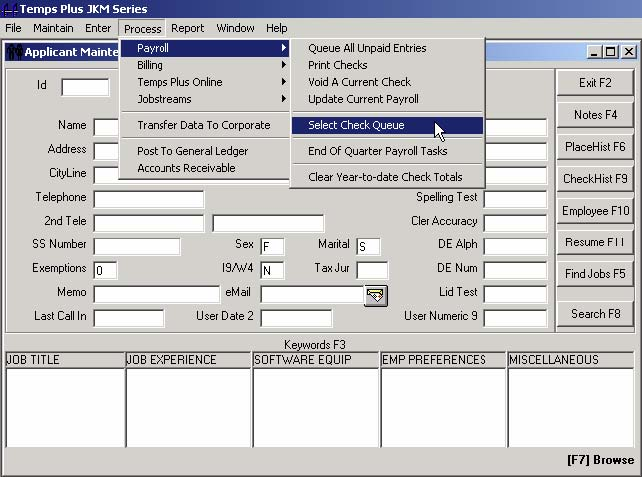 Temps Plus JKM Series
File Maintain Enter Process Report Window Help
Applicant Mainte
Payroll
Billing
Temps Plus Online
Jobstreams
Transfer Data To Corporate
Post To General Ledger
Accounts Receivable
Queue All Unpaid Entries
Print Checks
Void A Current Check
Update Current Payroll
Select Check Queue
End Of Quarter Payroll Tasks
Clear Year-to-date Check Totals
Id
Name
Address
CityLine
Telephone Spelling Test
2nd Tele Cler Accuracy
SS Number Sex F Marital S DE Alph
Exemptions 0 I9/W4 N Tax Jur DE Num
Memo eMail Lid Test
Last Call In User Date 2 User Numeric 9
Exit F2
Notes F4
PlaceHist F6
CheckHist F9
Employee F10
Resume F11
Find Jobs F5
Search F8
Keywords F3
JOB TITLE JOB EXPERIENCE SOFTWARE EQUIP EMP PREFERENCES MISCELLANEOUS
[F7] Browse